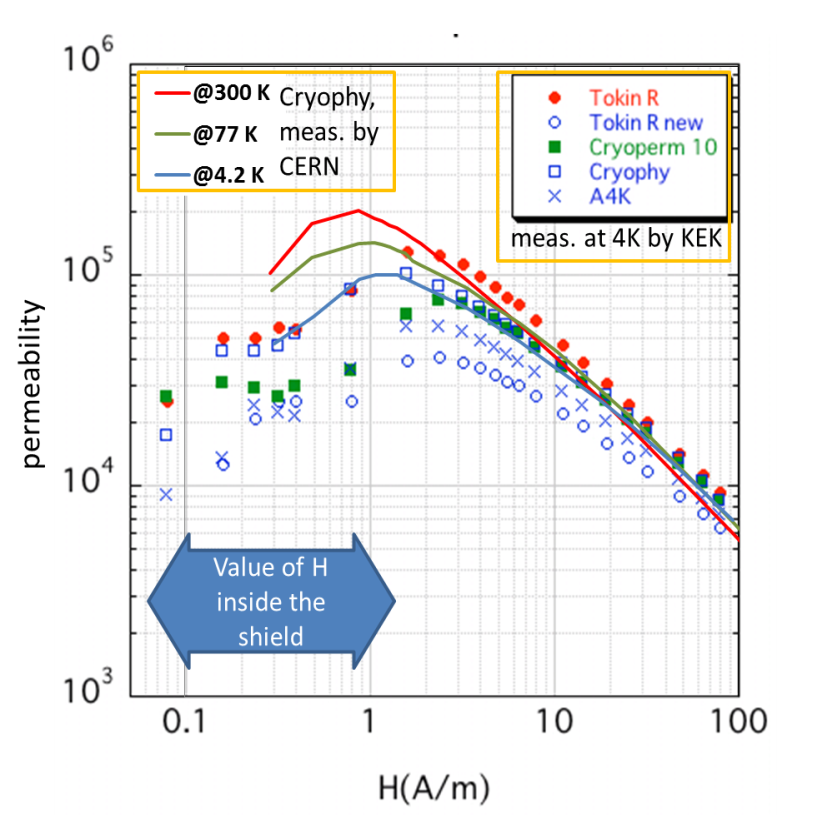 10^6
@300 K Cryophy,
@77 K meas. by
@4.2 K CERN
Tokin R
Tokin R new
Cryoperm 10
Cryophy
A4K
meas. at 4K by KEK
10^5
permeability
10^4
Value of H
inside the
shield
10^3
0.1 1 10 100
H(A/m)